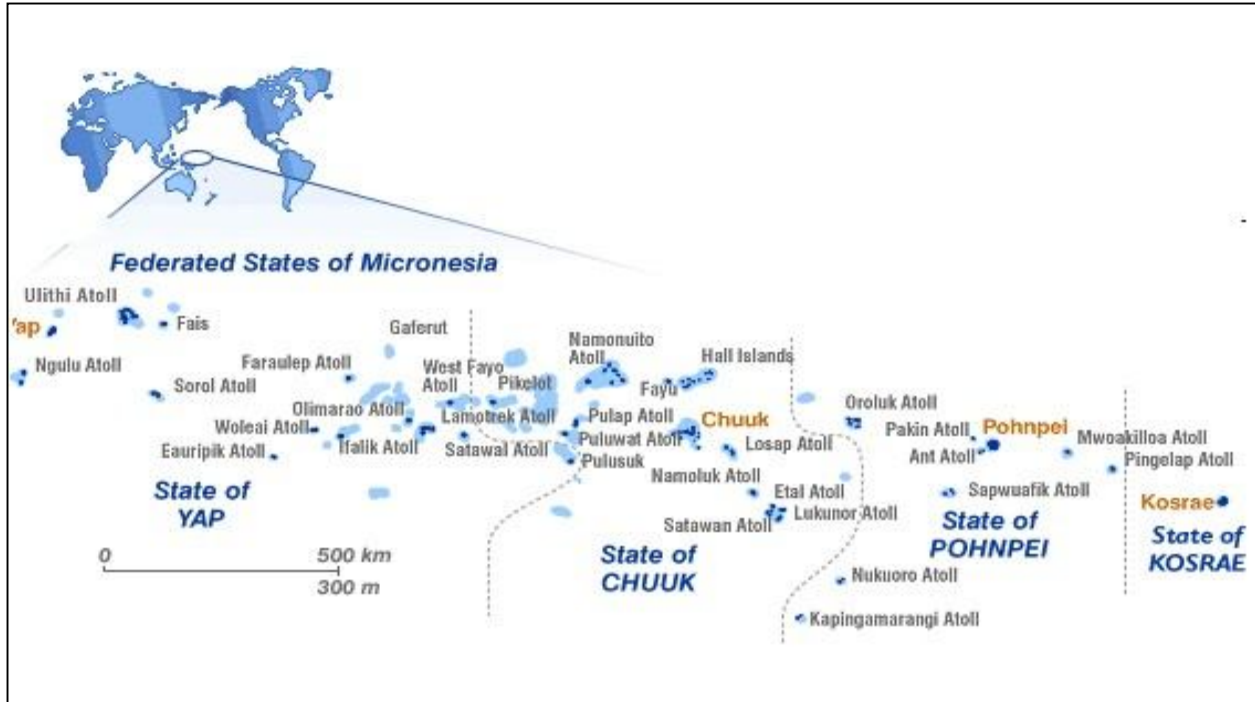 Federated States of Micronesia
Ulithi Atoll
Yap
Fais
Gaferut
Ngulu Atoll
Sorol Atoll
Faraulep Atoll
West Fayo
Atoll
Pikelot
Namonuito
Atoll
Hall Islands
Fayu
Olimarao Atoll
Lamotrek Atoll
Pulap Atoll
Chuuk
Oroluk Atoll
Woleai Atoll
Ifalik Atoll
Satawal Atoll
Puluwat Atoll
Losap Atoll
Pakin Atoll
Pohnpei
Mwoakilloa Atoll
Eauripik Atoll
Pulusuk
Ant Atoll
Pingelap Atoll
Namoluk Atoll
Etal Atoll
Sapwuafik Atoll
Kosrae
Satawan Atoll
Lukunor Atoll
State of
YAP
State of
CHUUK
State of
POHNPEI
State of
KOSRAE
0 500 km
300 m
Nukuoro Atoll
Kapingamarangi Atoll